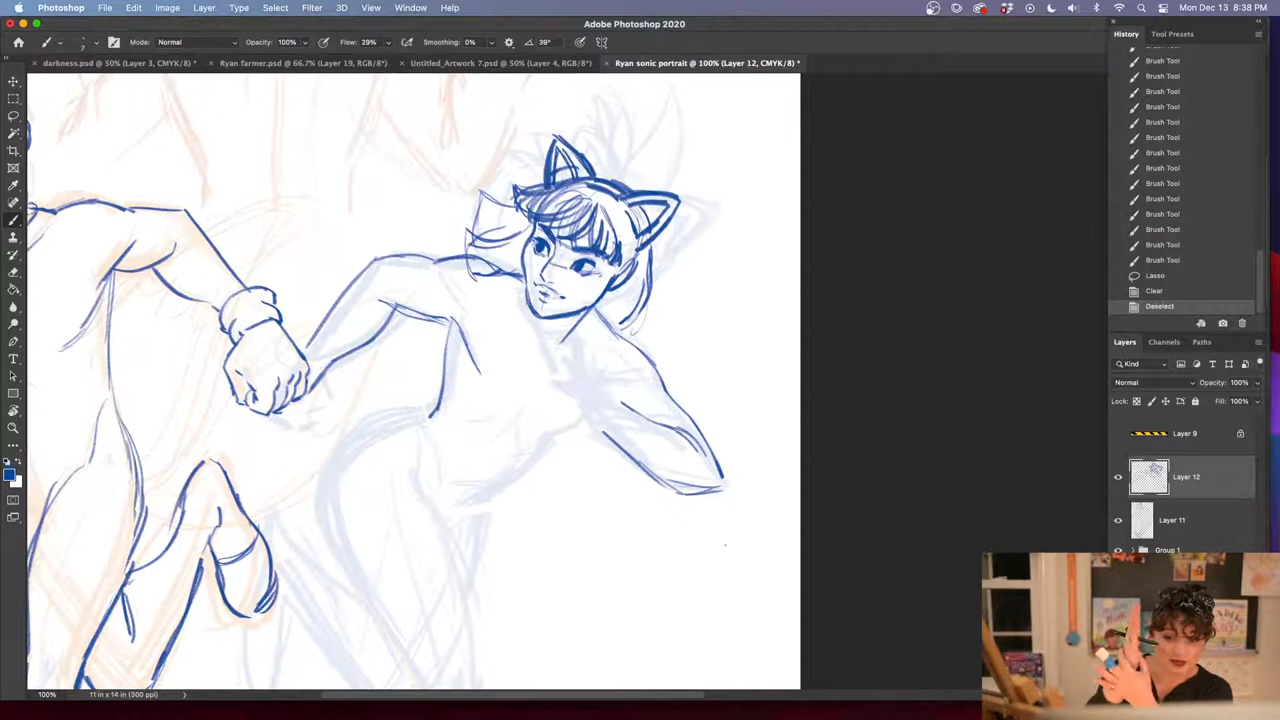 Photoshop File Edit Image Layer Type Select Filter 3D View Window Help Mon Dec 13 8:38 PM
Adobe Photoshop 2020
Mode: Normal Opacity: 100% Flow: 29% Smoothing: 0% 39°
darkness.psd @ 50% (Layer 3, CMYK/8) * Ryan farmer.psd @ 66.7% (Layer 19, RGB/8*) Untitled_Artwork 7.psd @ 50% (Layer 4, RGB/8*) Ryan sonic portrait @ 100% (Layer 12, CMYK/8) *
History Tool Presets
Brush Tool
Brush Tool
Brush Tool
Brush Tool
Brush Tool
Brush Tool
Brush Tool
Brush Tool
Brush Tool
Brush Tool
Brush Tool
Brush Tool
Brush Tool
Brush Tool
Lasso
Clear
Deselect
Layers Channels Paths
Kind
Normal Opacity: 100%
Lock: Fill: 100%
Layer 9
Layer 12
Layer 11
Group 1
100% 11 in x 14 in (300 ppi)